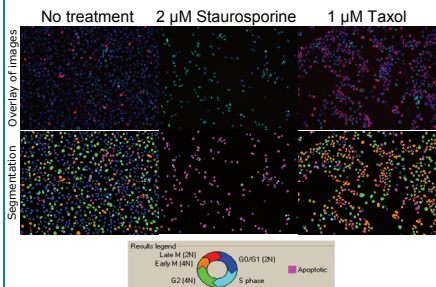 No treatment 2 µM Staurosporine 1 µM Taxol
Overlay of images
Segmentation
Results legend
Late M (2N)
Early M (4N)
G0/G1 (2N)
G2 (4N)
S phase
Apoptotic